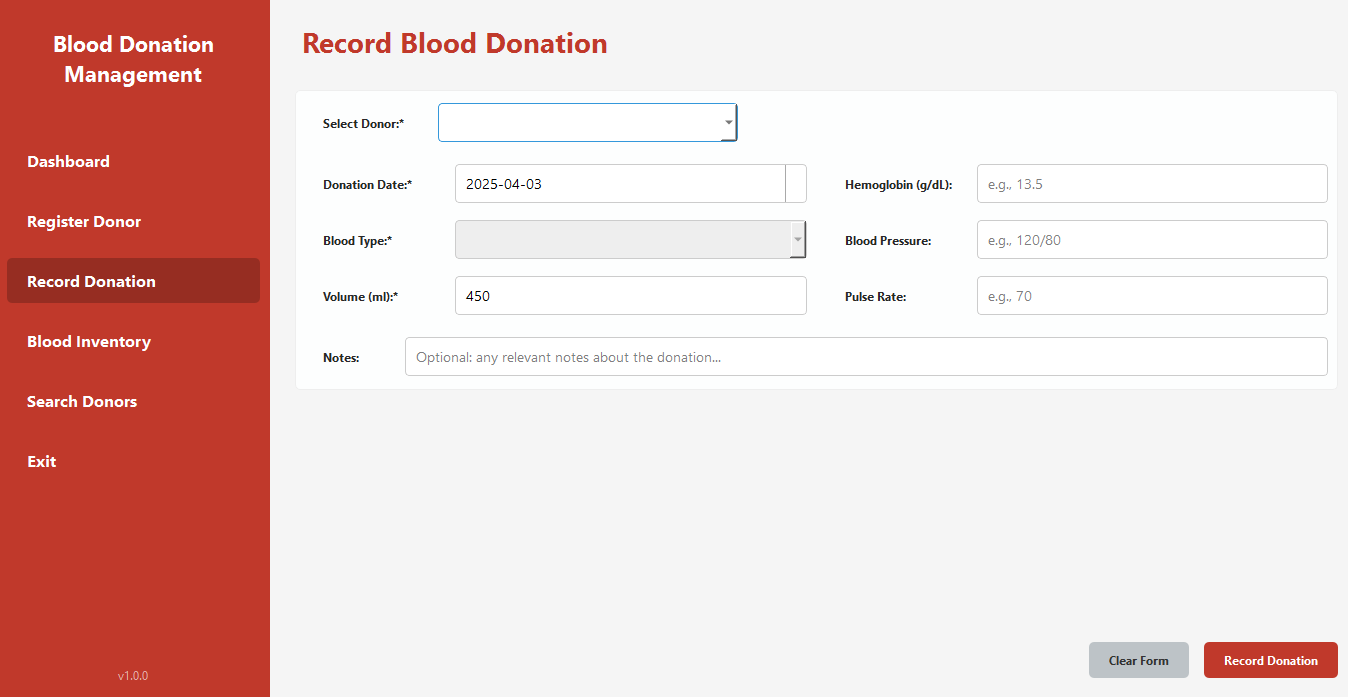 Blood Donation
Management
Dashboard
Register Donor
Record Donation
Blood Inventory
Search Donors
Exit
v1.0.0
Record Blood Donation
Select Donor:*
Donation Date:* 2025-04-03 Hemoglobin (g/dL): e.g., 13.5
Blood Type:* Blood Pressure: e.g., 120/80
Volume (ml):* 450 Pulse Rate: e.g., 70
Notes: Optional: any relevant notes about the donation...
Clear Form Record Donation